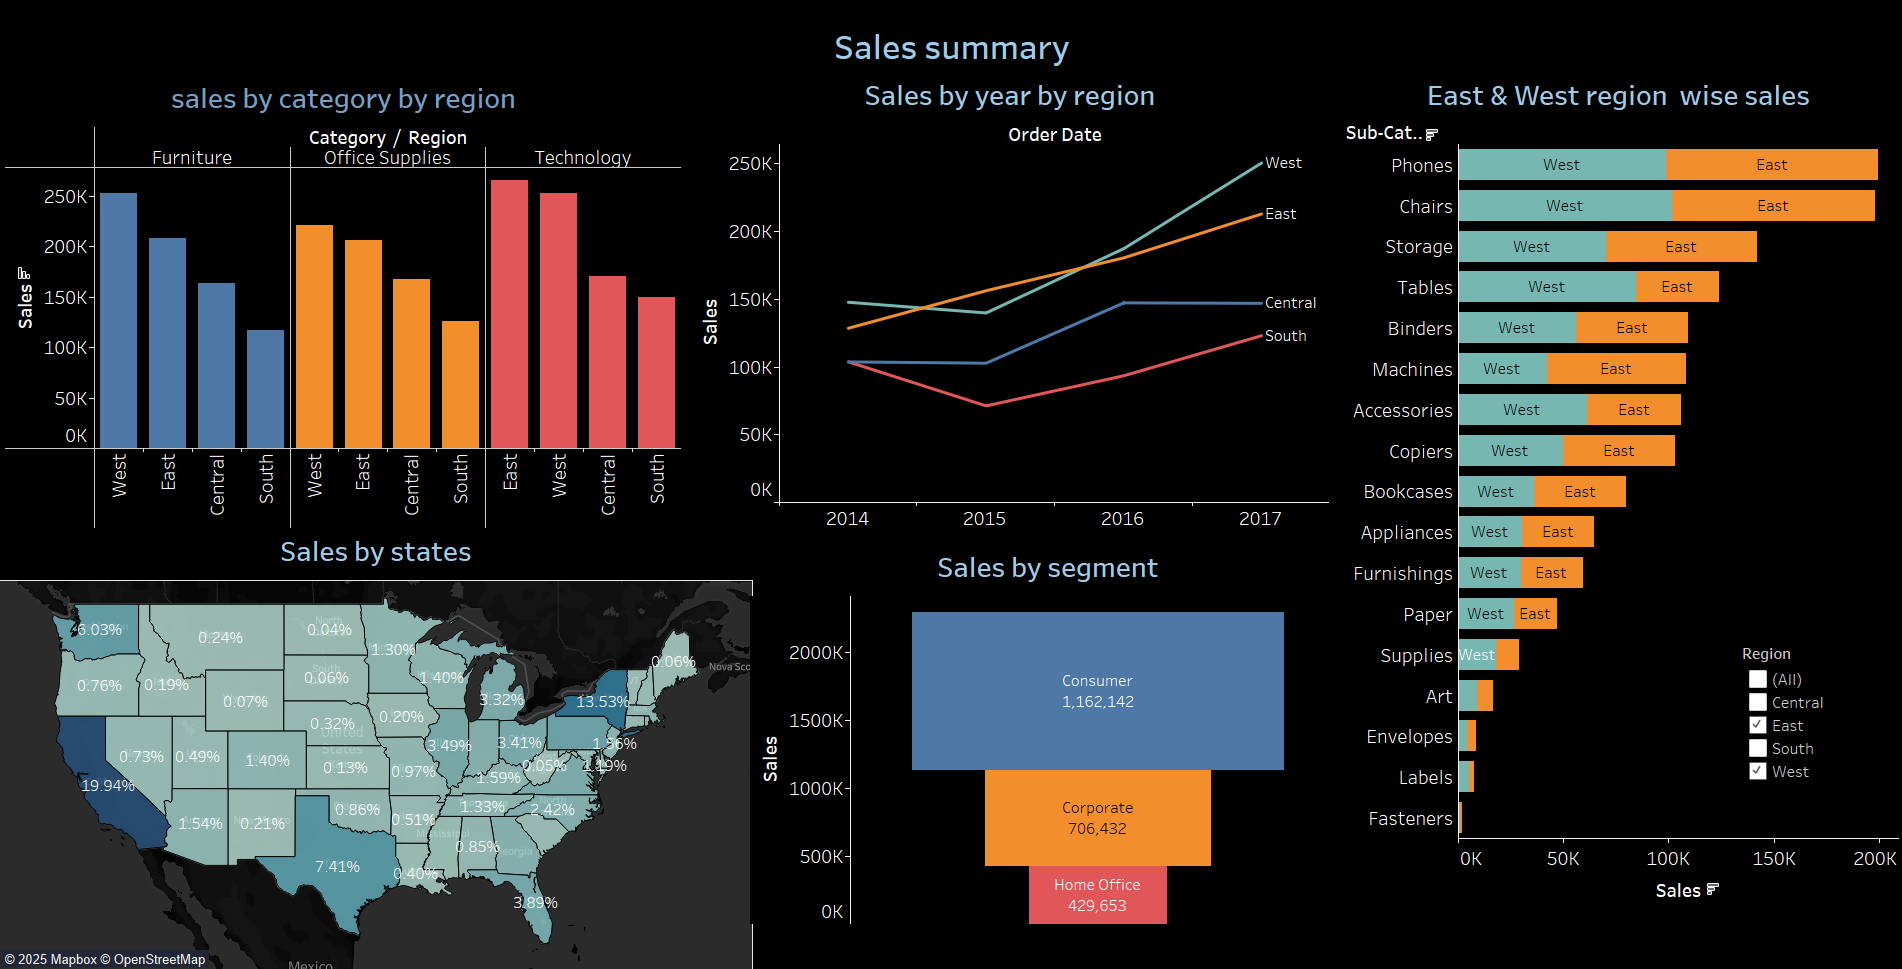 Sales summary
sales by category by region
Category / Region
Furniture
Office Supplies
Technology
Sales
250K
200K
150K
100K
50K
0K
West
East
Central
South
West
East
Central
South
East
West
Central
South
Sales by year by region
Order Date
Sales
250K
200K
150K
100K
50K
0K
West
East
Central
South
2014
2015
2016
2017
East & West region wise sales
Sub-Cat..
Phones
West
East
Chairs
West
East
Storage
West
East
Tables
West
East
Binders
West
East
Machines
West
East
Accessories
West
East
Copiers
West
East
Bookcases
West
East
Appliances
West
East
Furnishings
West
East
Paper
West
East
Supplies
West
Art
Envelopes
Labels
Fasteners
0K
50K
100K
150K
200K
Sales
Region
(All)
Central
East
South
West
Sales by states
6.03%
0.24%
North
0.04%
1.30%
0.06%
Nova Sco
0.76%
0.19%
South
0.06%
1.40%
0.07%
3.32%
13.53%
0.20%
0.32%
United
States
0.73%
0.49%
1.40%
3.49%
3.41%
1.56%
0.13%
0.97%
0.05%
1.19%
1.59%
19.94%
1.54%
0.21%
0.86%
0.51%
1.33%
North
2.42%
Mississippi
0.85%
Georgia
7.41%
0.40%
3.89%
Mexico
© 2025 Mapbox © OpenStreetMap
Sales by segment
Sales
2000K
1500K
1000K
500K
0K
Consumer
1,162,142
Corporate
706,432
Home Office
429,653